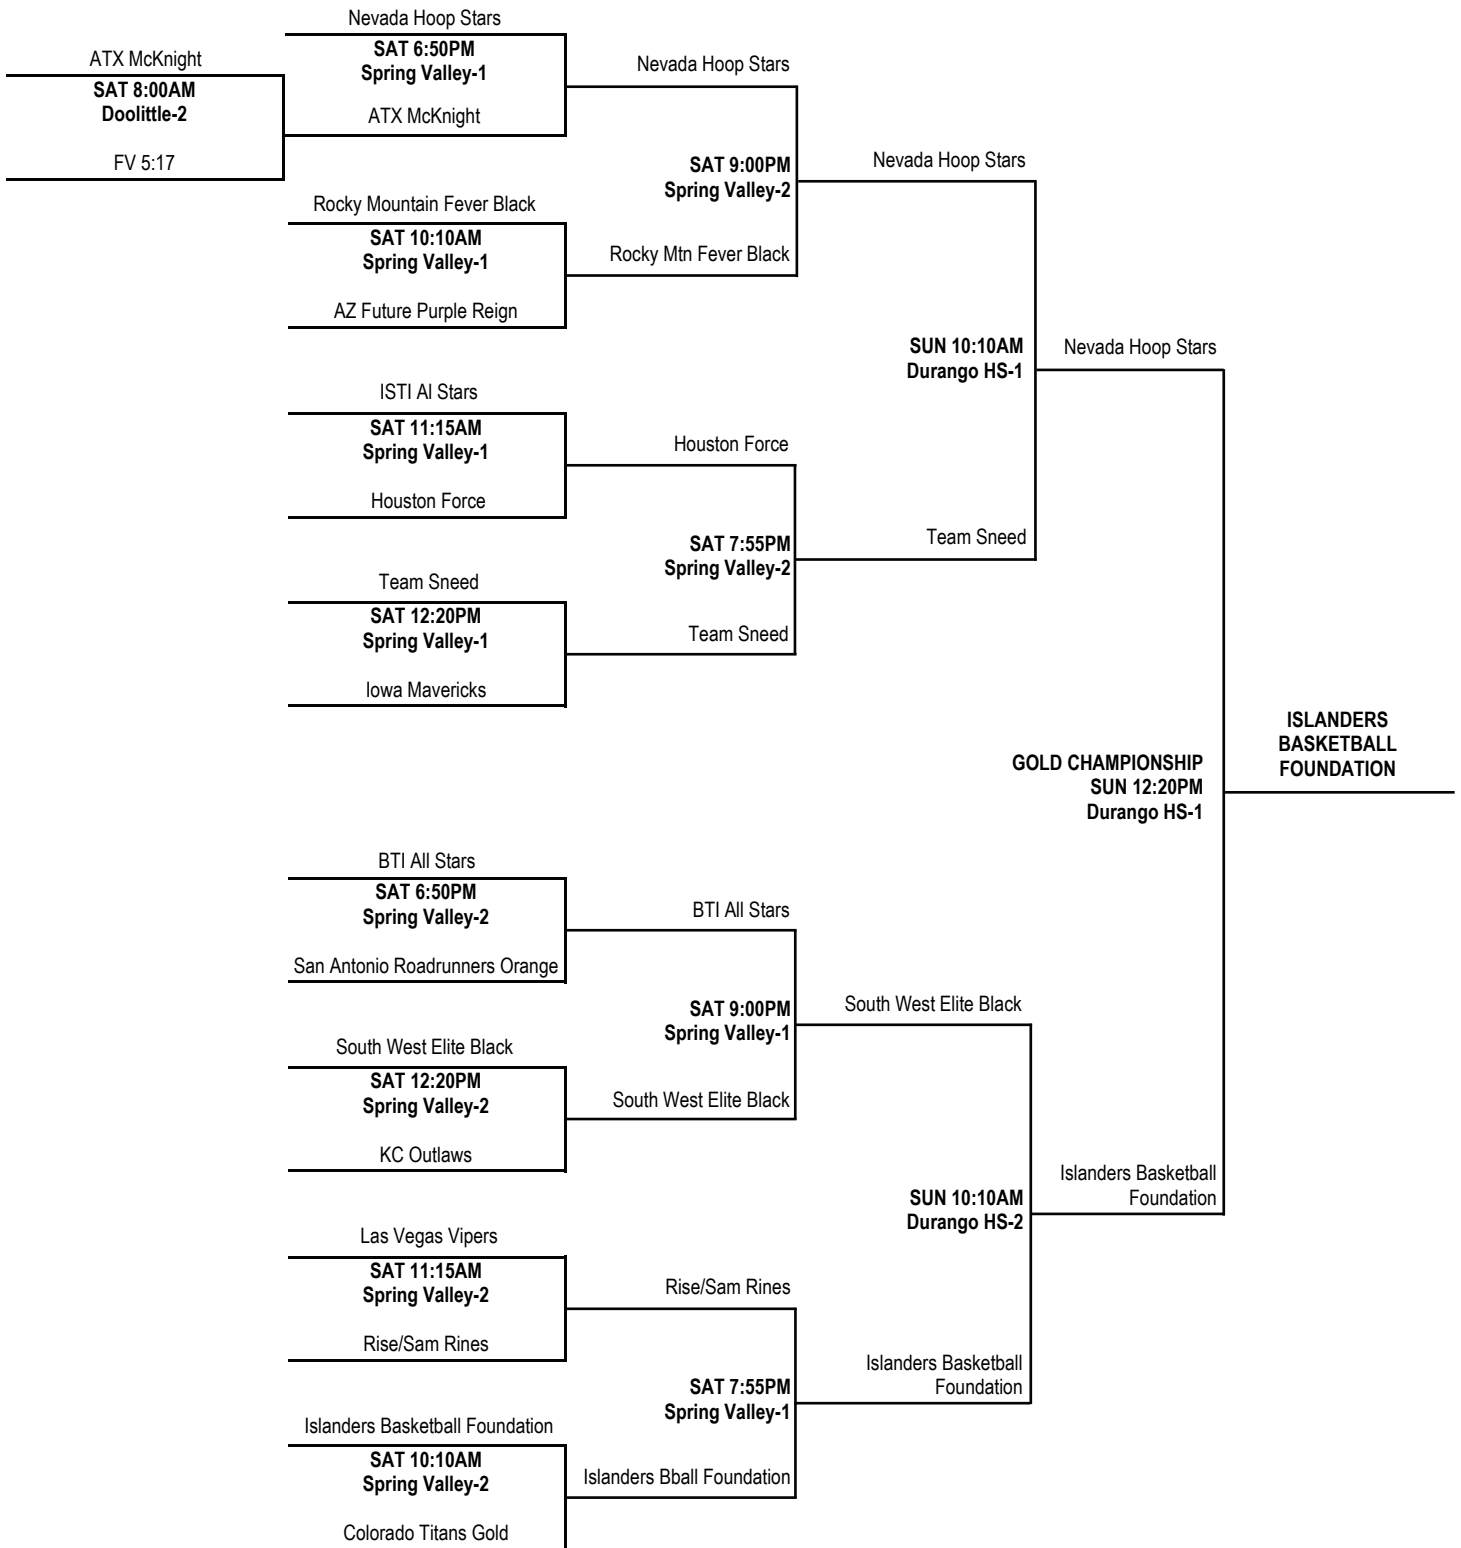 Nevada Hoop Stars
ATX McKnight
SAT 6:50PM
Spring Valley-1
Nevada Hoop Stars
SAT 8:00AM
Doolittle-2
ATX McKnight
FV 5:17
SAT 9:00PM
Spring Valley-2
Nevada Hoop Stars
Rocky Mountain Fever Black
SAT 10:10AM
Spring Valley-1
Rocky Mtn Fever Black
AZ Future Purple Reign
SUN 10:10AM
Durango HS-1
Nevada Hoop Stars
ISTI Al Stars
SAT 11:15AM
Spring Valley-1
Houston Force
Houston Force
SAT 7:55PM
Spring Valley-2
Team Sneed
Team Sneed
SAT 12:20PM
Spring Valley-1
Team Sneed
Iowa Mavericks
ISLANDERS
BASKETBALL
FOUNDATION
GOLD CHAMPIONSHIP
SUN 12:20PM
Durango HS-1
BTI All Stars
SAT 6:50PM
Spring Valley-2
BTI All Stars
San Antonio Roadrunners Orange
SAT 9:00PM
Spring Valley-1
South West Elite Black
South West Elite Black
SAT 12:20PM
Spring Valley-2
South West Elite Black
KC Outlaws
SUN 10:10AM
Durango HS-2
Islanders Basketball
Foundation
Las Vegas Vipers
SAT 11:15AM
Spring Valley-2
Rise/Sam Rines
Rise/Sam Rines
SAT 7:55PM
Spring Valley-1
Islanders Basketball
Foundation
Islanders Basketball Foundation
SAT 10:10AM
Spring Valley-2
Islanders Bball Foundation
Colorado Titans Gold